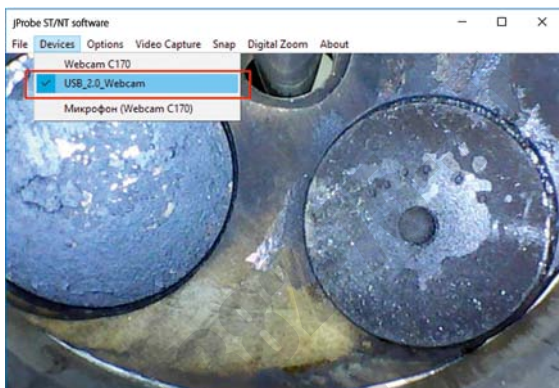 JProbe ST/NT software
File Devices Options Video Capture Snap Digital Zoom About
Webcam C170
USB_2.0_Webcam
Микрофон (Webcam C170)